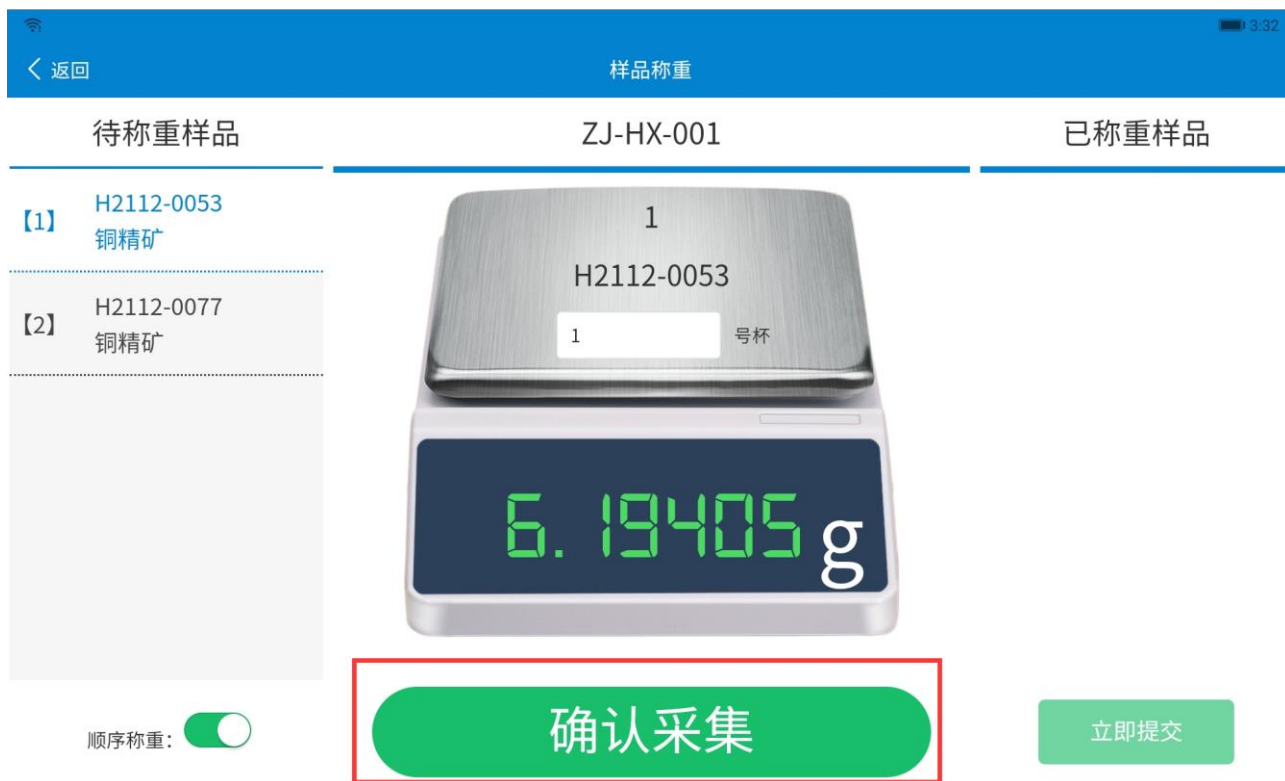 3:32
返回
样品称重
待称重样品
ZJ-HX-001
已称重样品
【1】
H2112-0053
铜精矿
【2】
H2112-0077
铜精矿
1
H2112-0053
1 号杯
6.19405 g
顺序称重:
确认采集
立即提交